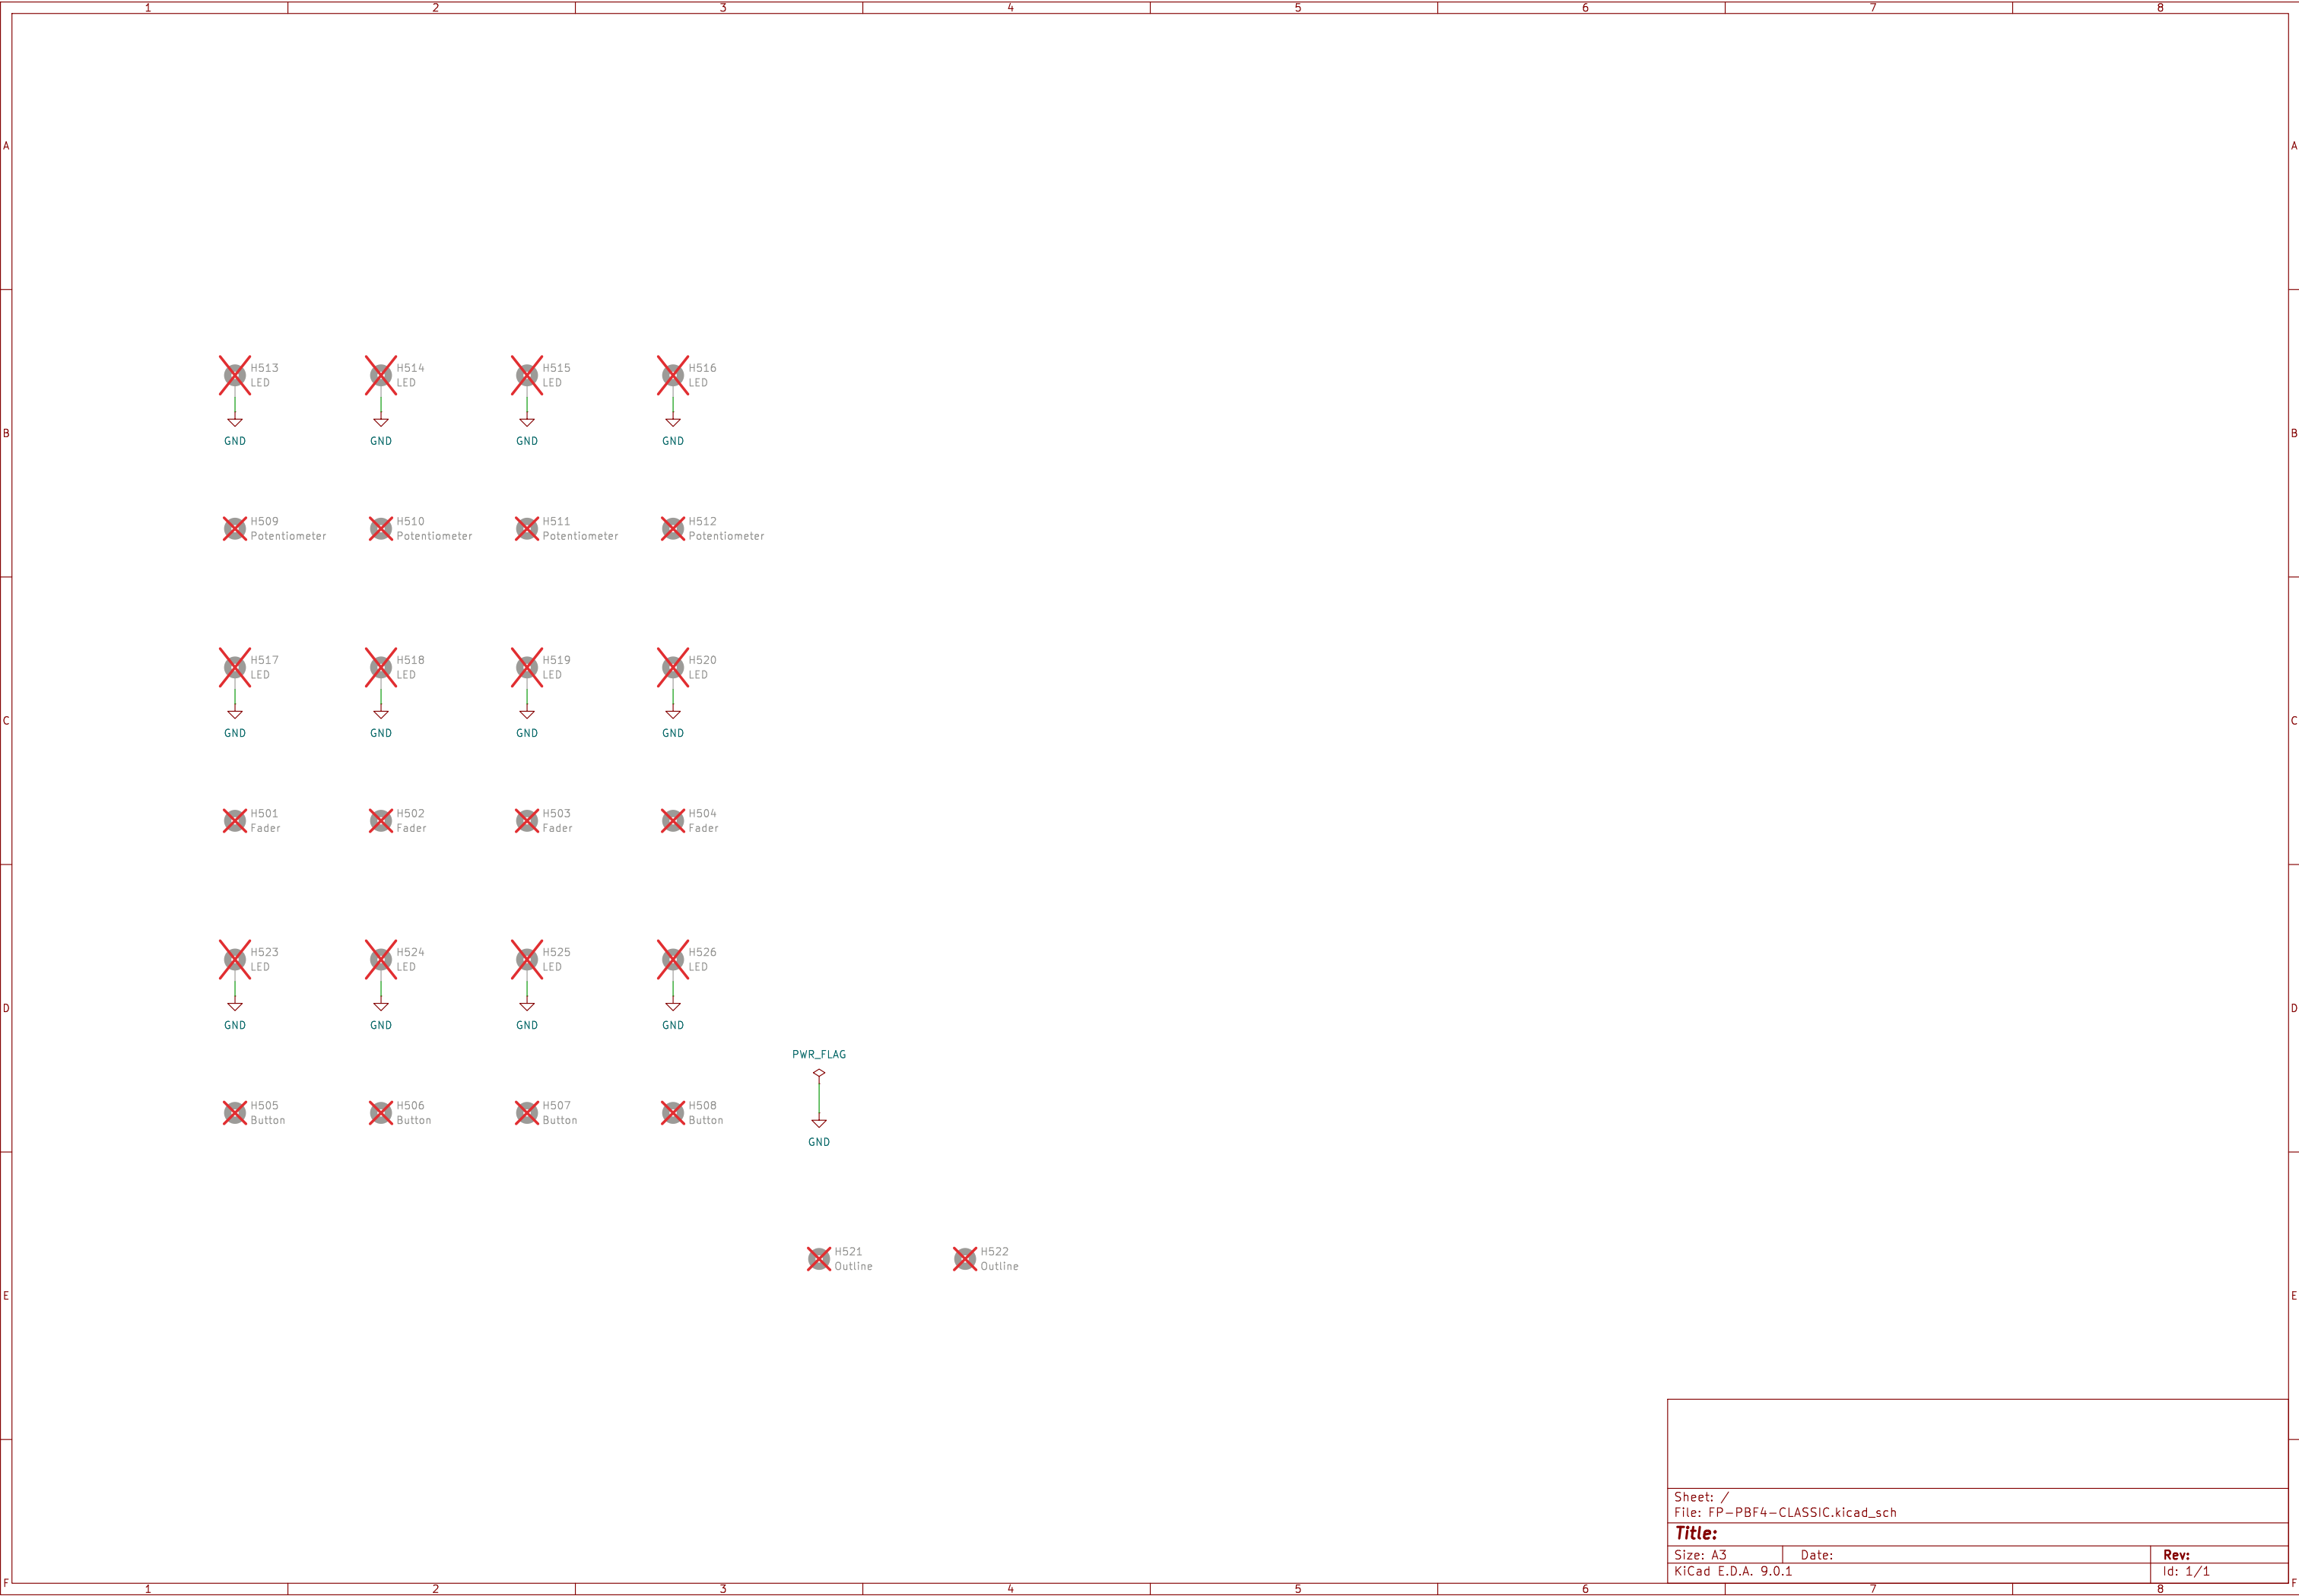 1 2 3 4 5 6 7 8
A A
H513 H514 H515 H516
LED LED LED LED
B B
GND GND GND GND
H509 H510 H511 H512
Potentiometer Potentiometer Potentiometer Potentiometer
H517 H518 H519 H520
LED LED LED LED
C C
GND GND GND GND
H501 H502 H503 H504
Fader Fader Fader Fader
H523 H524 H525 H526
LED LED LED LED
D D
GND GND GND GND
PWR_FLAG
H505 H506 H507 H508
Button Button Button Button
GND
H521 H522
Outline Outline
E E
Sheet: /
File: FP-PBF4-CLASSIC.kicad_sch
Title:
Size: A3 Date: Rev:
KiCad E.D.A. 9.0.1 Id: 1/1
F F
1 2 3 4 5 6 7 8